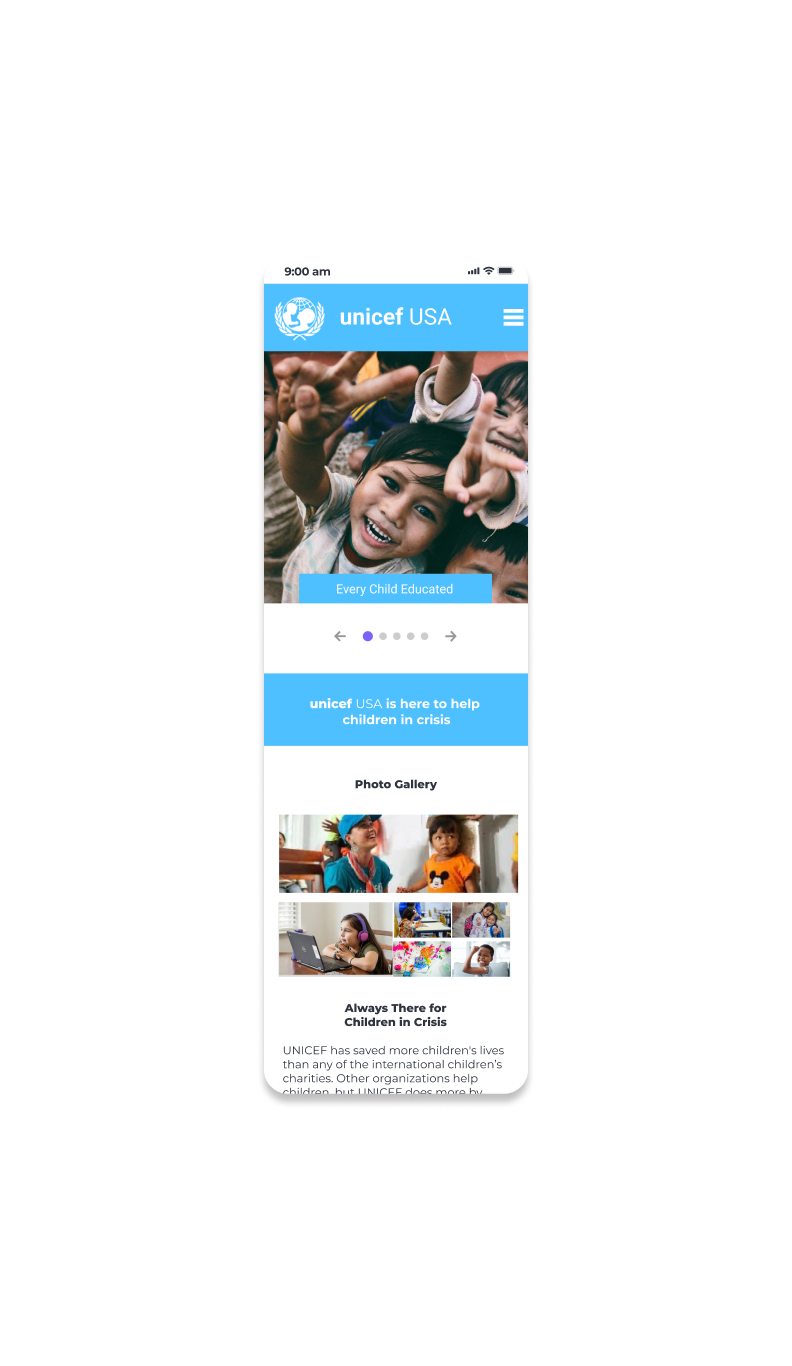 9:00 am
unicef USA
Every Child Educated
unicef USA is here to help
children in crisis
Photo Gallery
Always There for
Children in Crisis
UNICEF has saved more children's lives
than any of the international children's
charities. Other organizations help
children, but UNICEF does more by